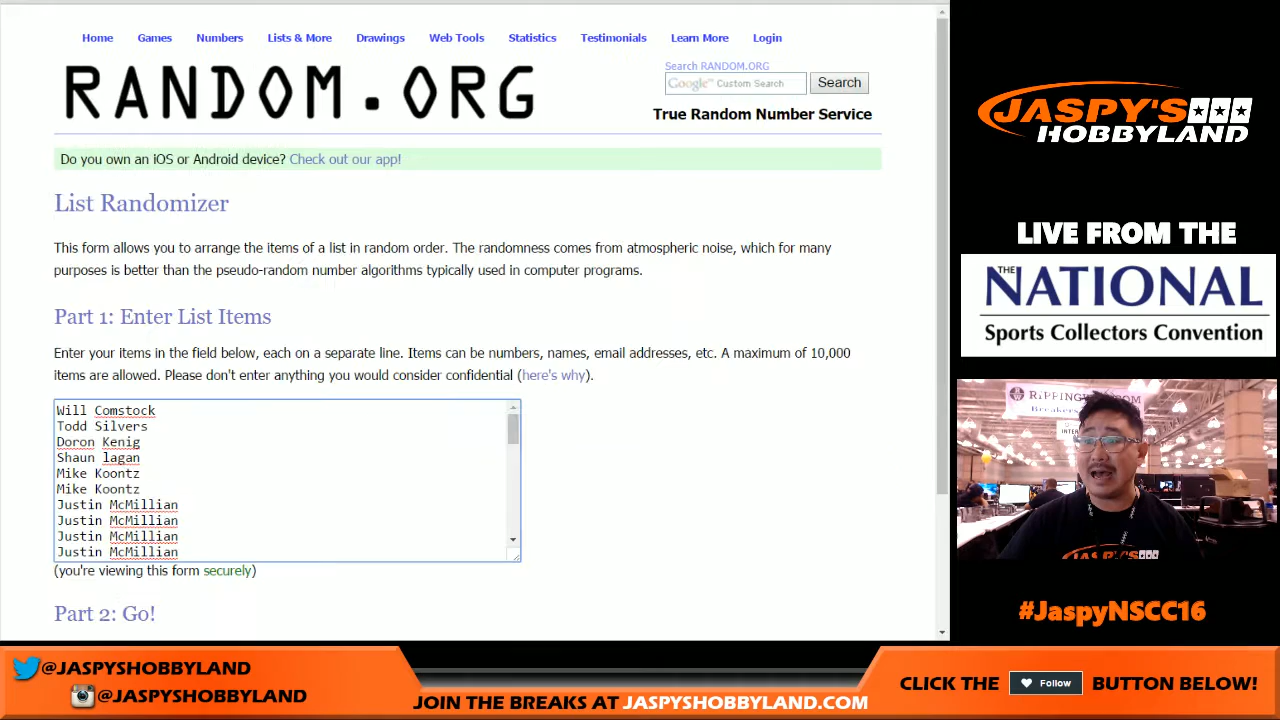 Home Games Numbers Lists & More Drawings Web Tools Statistics Testimonials Learn More Login
RANDOM.ORG
Search RANDOM.ORG
Google™ Custom Search Search
True Random Number Service
Do you own an iOS or Android device? Check out our app!
List Randomizer
This form allows you to arrange the items of a list in random order. The randomness comes from atmospheric noise, which for many
purposes is better than the pseudo-random number algorithms typically used in computer programs.
Part 1: Enter List Items
Enter your items in the field below, each on a separate line. Items can be numbers, names, email addresses, etc. A maximum of 10,000
items are allowed. Please don't enter anything you would consider confidential (here's why).
Will Comstock
Todd Silvers
Doron Kenig
Shaun lagan
Mike Koontz
Mike Koontz
Justin McMillian
Justin McMillian
Justin McMillian
Justin McMillian
(you're viewing this form securely)
Part 2: Go!
JASPY'S
HOBBYLAND
LIVE FROM THE
THE NATIONAL
Sports Collectors Convention
Breakers
JASPY'S
#JaspyNSCC16
@JASPYSHOBBYLAND
@JASPYSHOBBYLAND
JOIN THE BREAKS AT JASPYSHOBBYLAND.COM
CLICK THE Follow BUTTON BELOW!